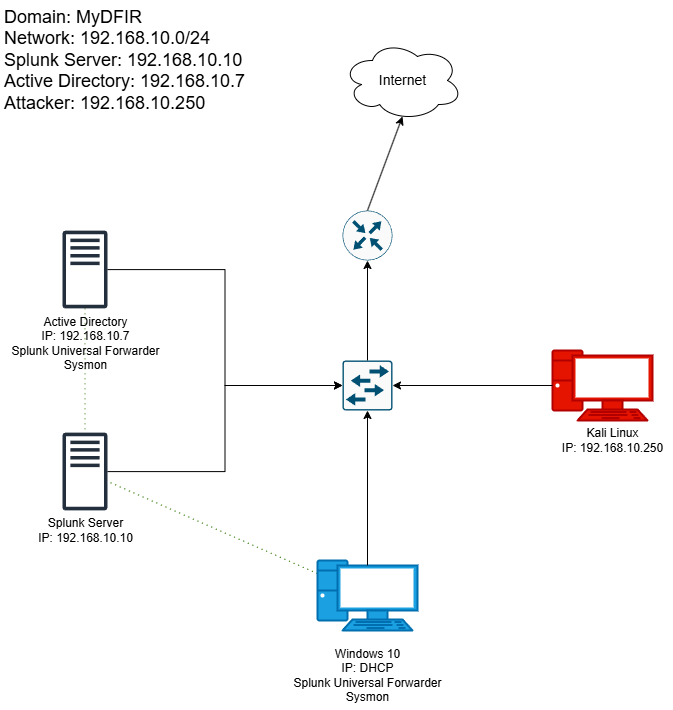 Domain: MyDFIR
Network: 192.168.10.0/24
Splunk Server: 192.168.10.10
Active Directory: 192.168.10.7
Attacker: 192.168.10.250
Internet
Active Directory
IP: 192.168.10.7
Splunk Universal Forwarder
Sysmon
Kali Linux
IP: 192.168.10.250
Splunk Server
IP: 192.168.10.10
Windows 10
IP: DHCP
Splunk Universal Forwarder
Sysmon